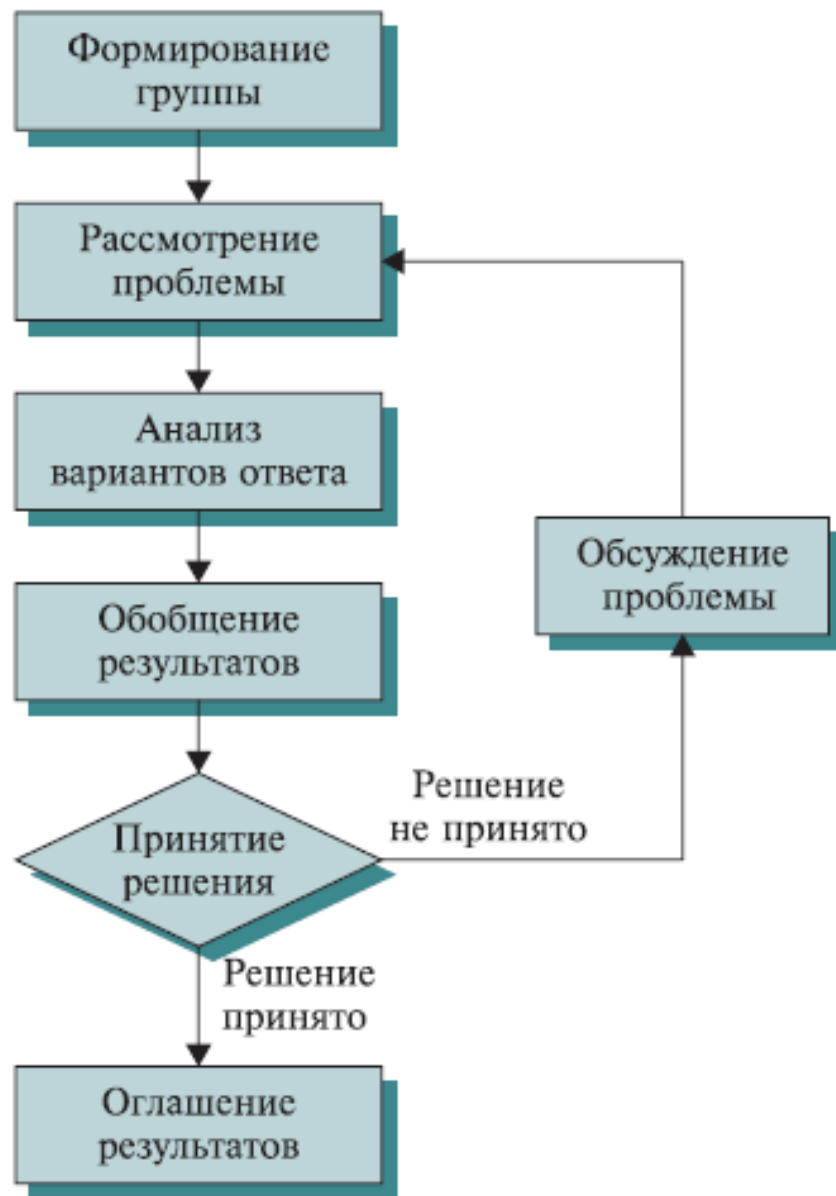 Формирование
группы
Рассмотрение
проблемы
Анализ
вариантов ответа
Обсуждение
проблемы
Обобщение
результатов
Решение
не принято
Принятие
решения
Решение
принято
Оглашение
результатов